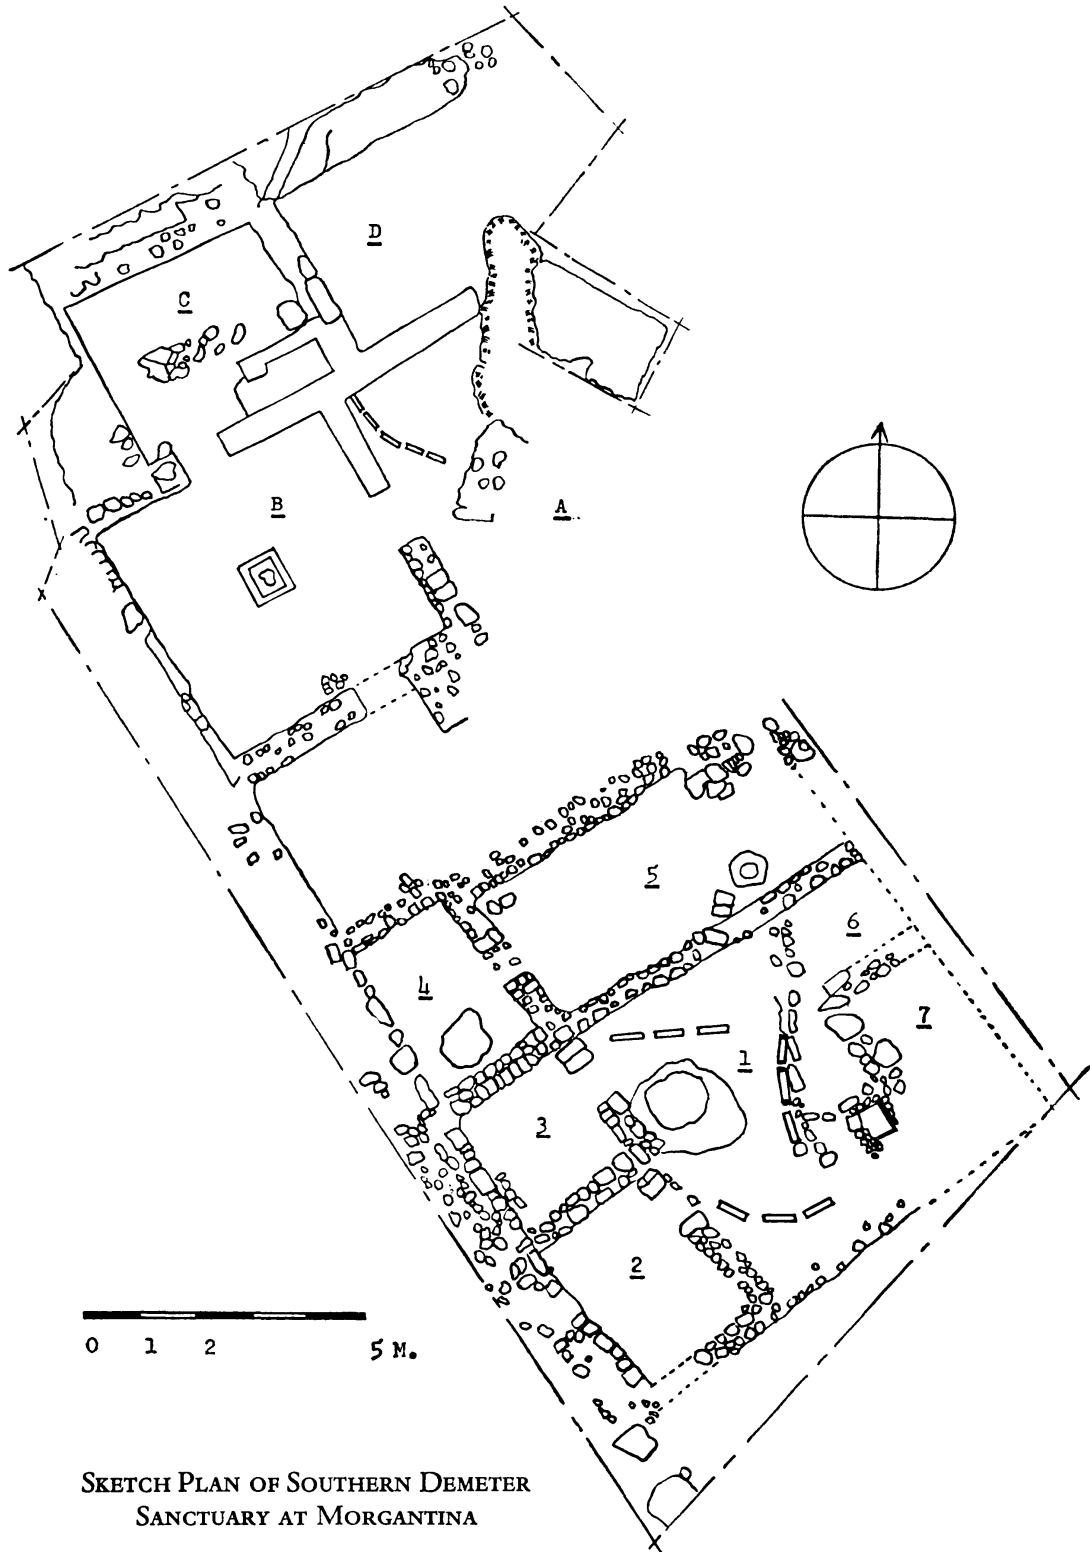 D
C
B
A
5
6
4
7
1
3
2
0 1 2 5 M.
SKETCH PLAN OF SOUTHERN DEMETER
SANCTUARY AT MORGANTINA